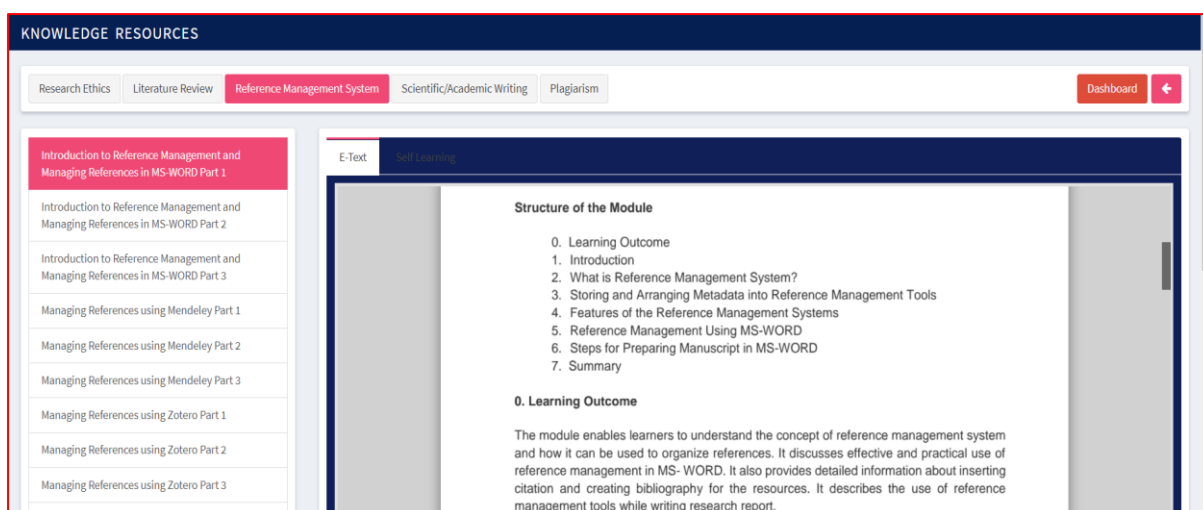 KNOWLEDGE RESOURCES
Research Ethics
Literature Review
Reference Management System
Scientific/Academic Writing
Plagiarism
Dashboard
Introduction to Reference Management and
Managing References in MS-WORD Part 1
Introduction to Reference Management and
Managing References in MS-WORD Part 2
Introduction to Reference Management and
Managing References in MS-WORD Part 3
Managing References using Mendeley Part 1
Managing References using Mendeley Part 2
Managing References using Mendeley Part 3
Managing References using Zotero Part 1
Managing References using Zotero Part 2
Managing References using Zotero Part 3
E-Text
Self Learning
Structure of the Module
0. Learning Outcome
1. Introduction
2. What is Reference Management System?
3. Storing and Arranging Metadata into Reference Management Tools
4. Features of the Reference Management Systems
5. Reference Management Using MS-WORD
6. Steps for Preparing Manuscript in MS-WORD
7. Summary
0. Learning Outcome
The module enables learners to understand the concept of reference management system
and how it can be used to organize references. It discusses effective and practical use of
reference management in MS- WORD. It also provides detailed information about inserting
citation and creating bibliography for the resources. It describes the use of reference
management tools while writing research report.